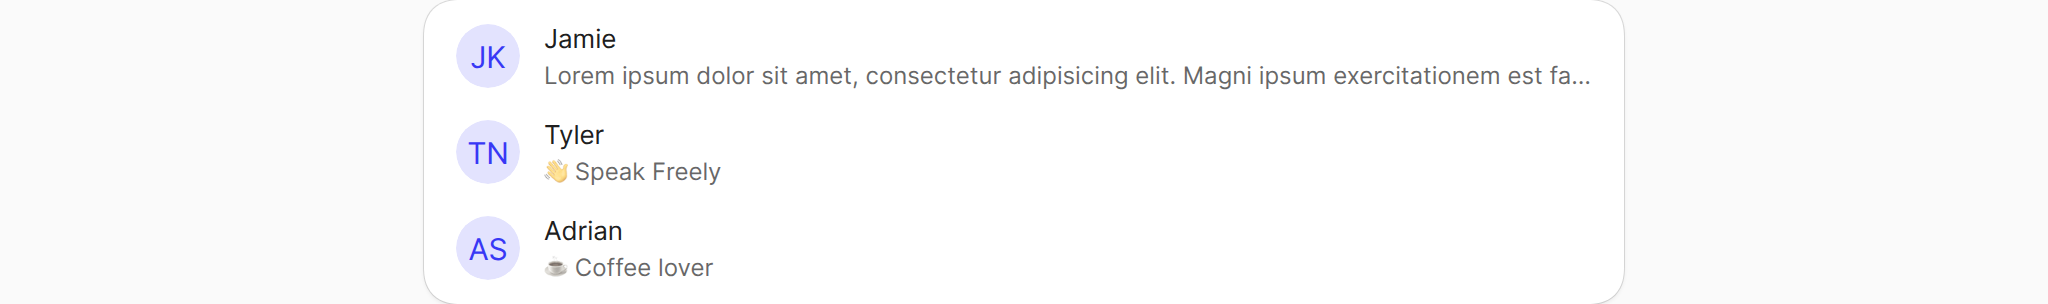 JK
Jamie
Lorem ipsum dolor sit amet, consectetur adipisicing elit. Magni ipsum exercitationem est fa...
TN
Tyler
👋 Speak Freely
AS
Adrian
☕ Coffee lover